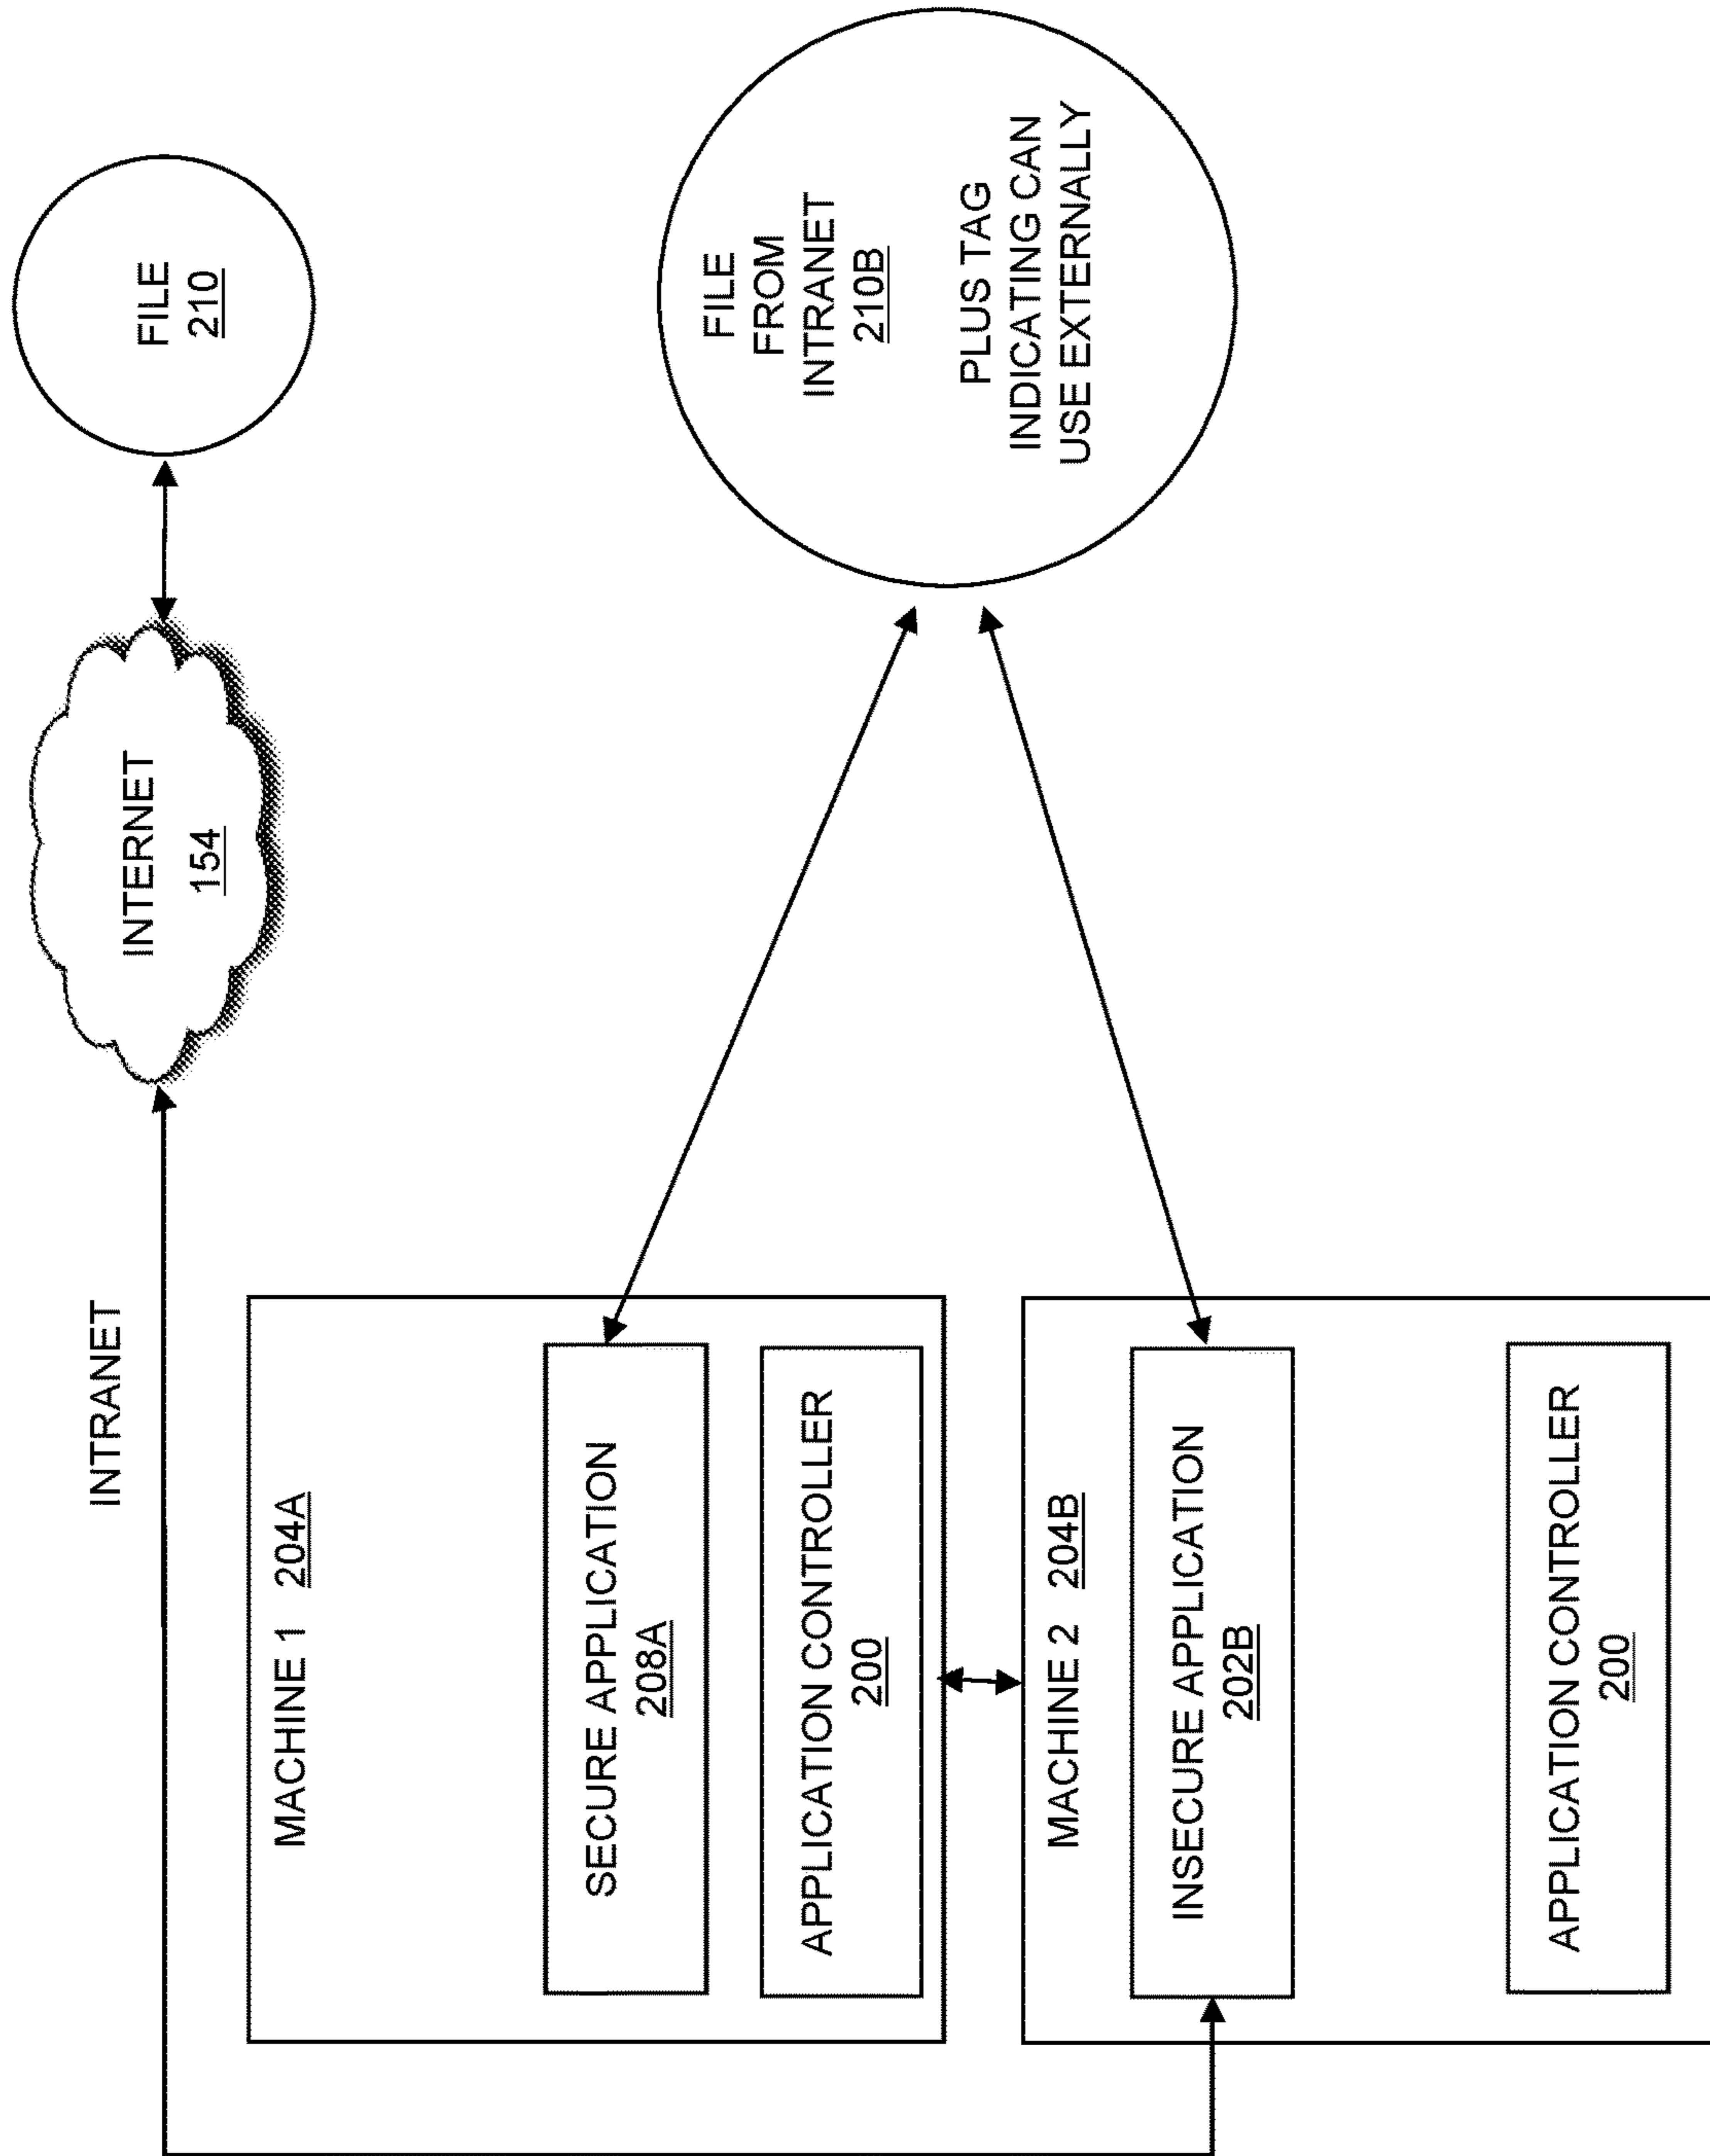 INTRANET
INTERNET
154
FILE
210
MACHINE 1 204A
SECURE APPLICATION
208A
APPLICATION CONTROLLER
200
FILE
FROM
INTRANET
210B
PLUS TAG
INDICATING CAN
USE EXTERNALLY
MACHINE 2 204B
INSECURE APPLICATION
202B
APPLICATION CONTROLLER
200